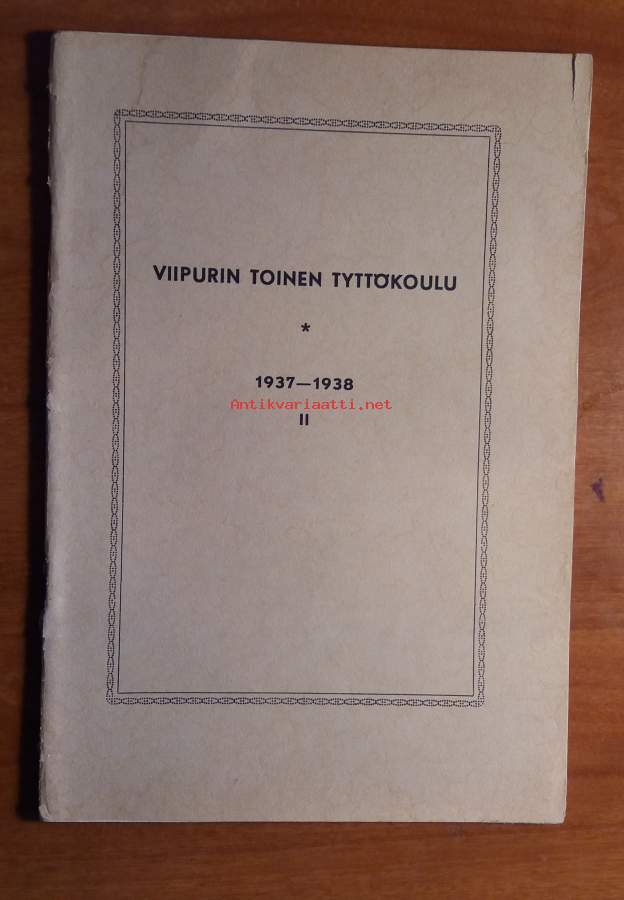 VIIPURIN TOINEN TYTTÖKOULU
*
1937—1938
Antikvariaatti.net
II